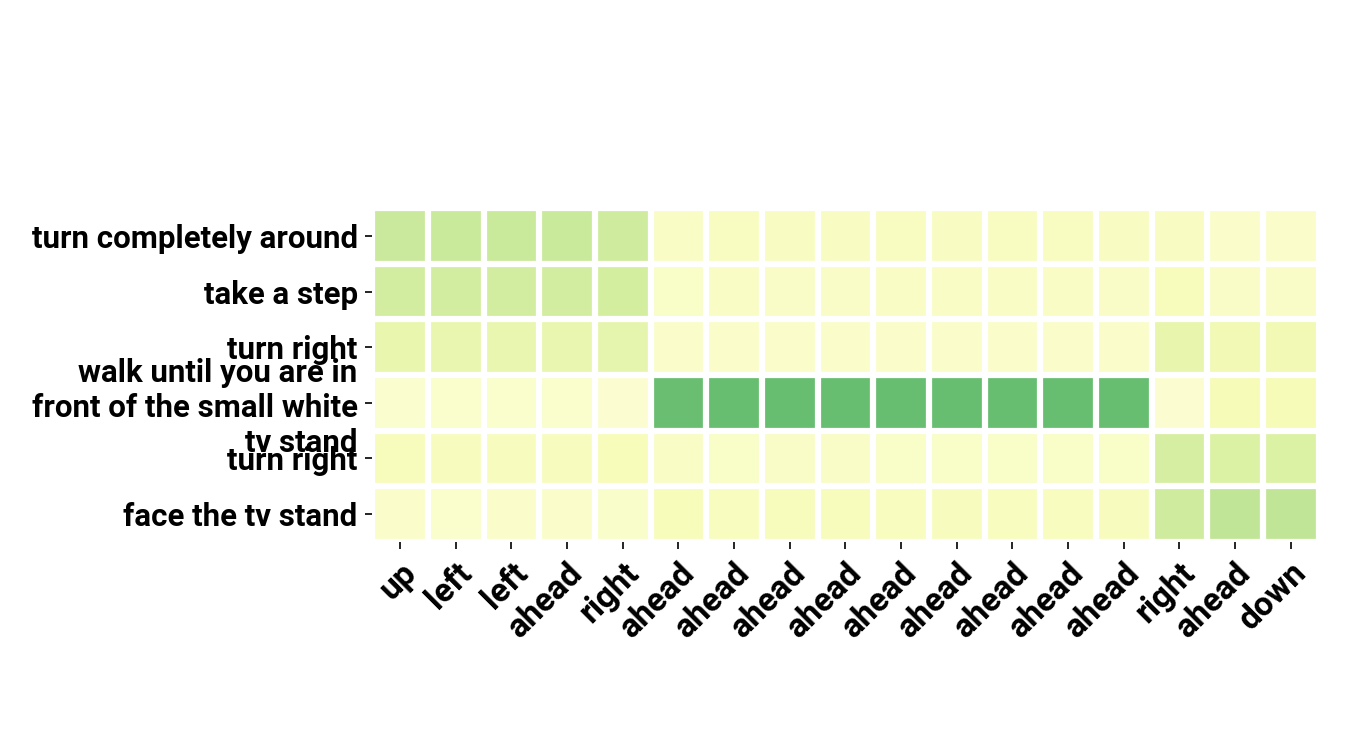 turn completely around
take a step
turn right
walk until you are in
front of the small white
tv stand
turn right
face the tv stand
up
left
left
ahead
right
ahead
ahead
ahead
ahead
ahead
ahead
ahead
ahead
ahead
right
ahead
down